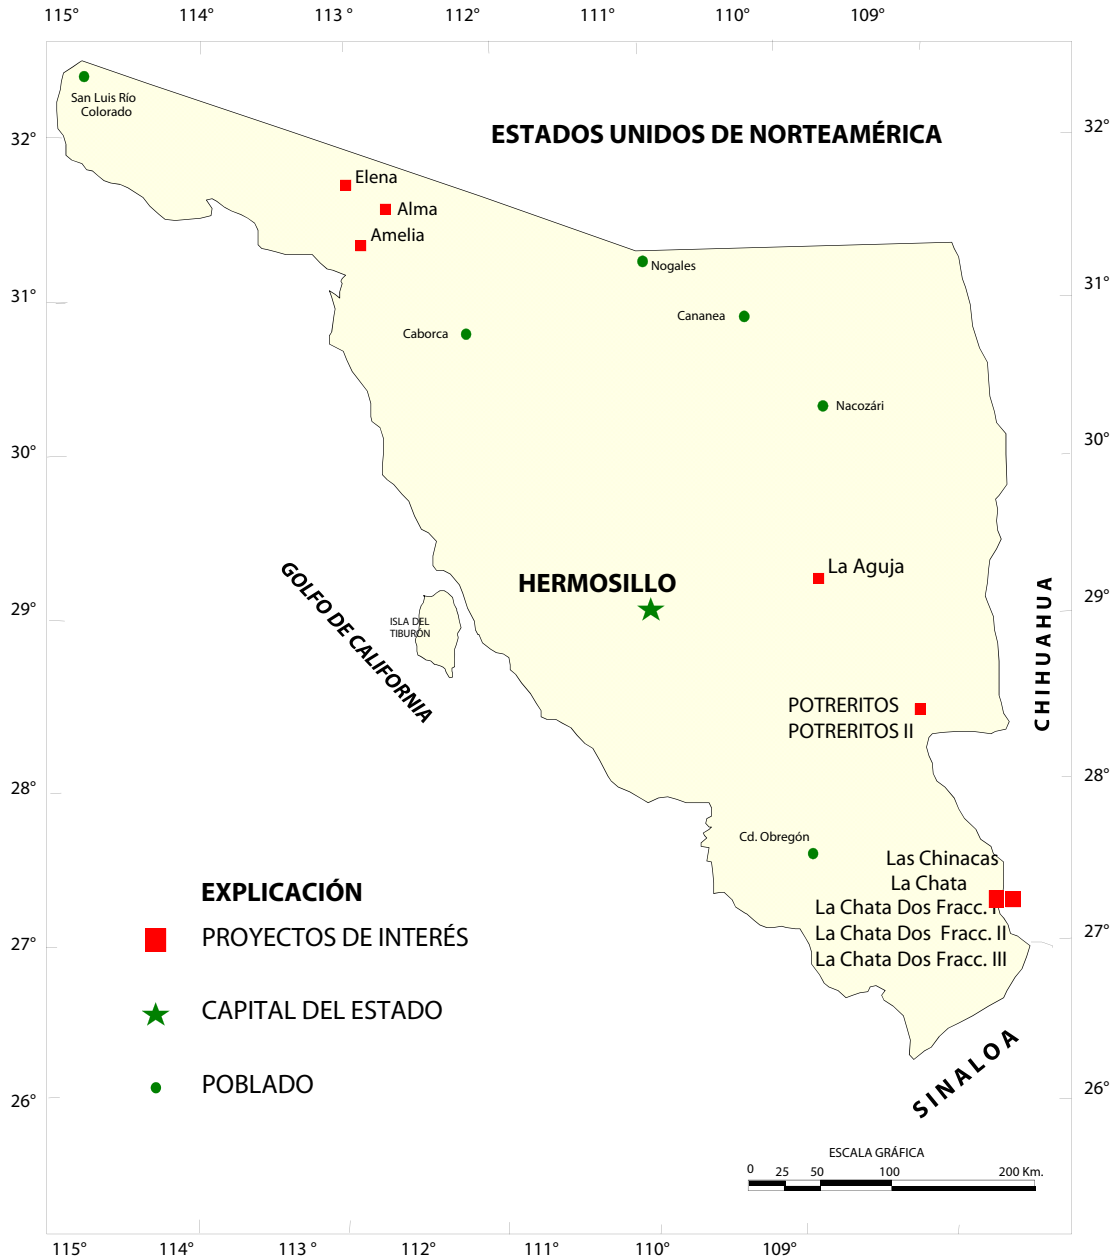 115° 114° 113° 112° 111° 110° 109°
San Luis Río
Colorado
32°
ESTADOS UNIDOS DE NORTEAMÉRICA
32°
Elena
Alma
Amelia
Nogales
31°
31°
Cananea
Caborca
Nacozári
30°
30°
La Aguja
HERMOSILLO
29°
29°
GOLFO DE CALIFORNIA
ISLA DEL
TIBURÓN
CHIHUAHUA
POTRERITOS
POTRERITOS II
28°
28°
Cd. Obregón
Las Chinacas
La Chata
La Chata Dos Fracc. I
La Chata Dos Fracc. II
La Chata Dos Fracc. III
27°
27°
EXPLICACIÓN
PROYECTOS DE INTERÉS
CAPITAL DEL ESTADO
POBLADO
SINALOA
26°
26°
ESCALA GRÁFICA
0 25 50 100 200 Km.
115° 114° 113° 112° 111° 110° 109°